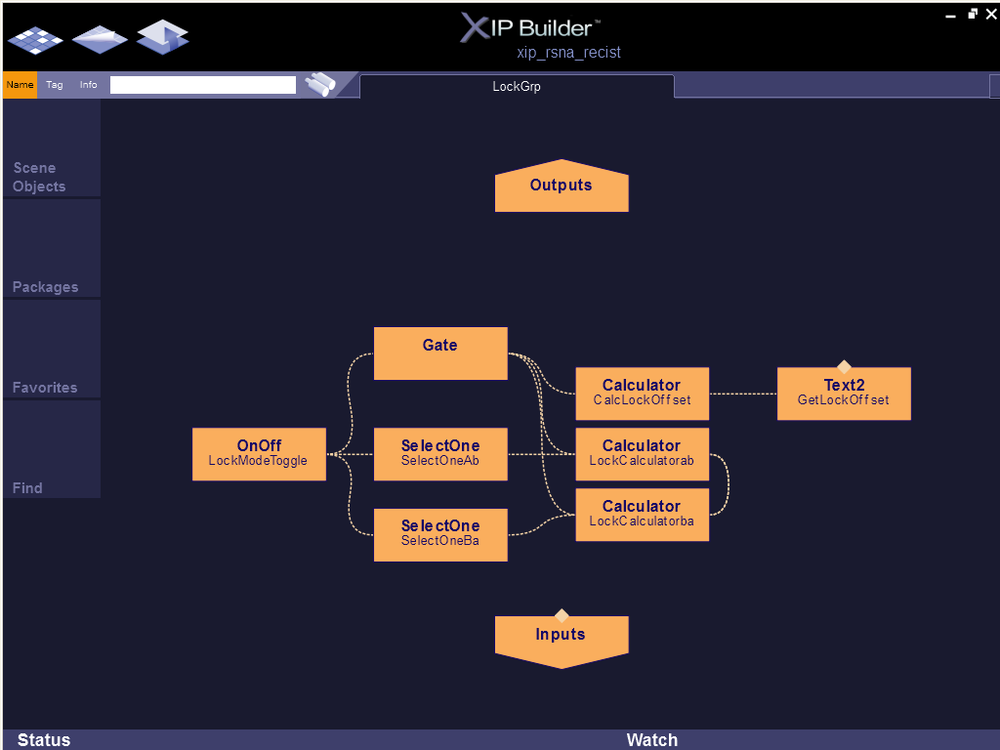 XIP Builder™
xip_rsna_recist
Name Tag Info
LockGrp
Scene
Objects
Packages
Favorites
Find
Outputs
Gate
Calculator
CalcLockOffset
Text2
GetLockOffset
OnOff
LockModeToggle
SelectOne
SelectOneAb
Calculator
LockCalculatorab
SelectOne
SelectOneBa
Calculator
LockCalculatorba
Inputs
Status
Watch